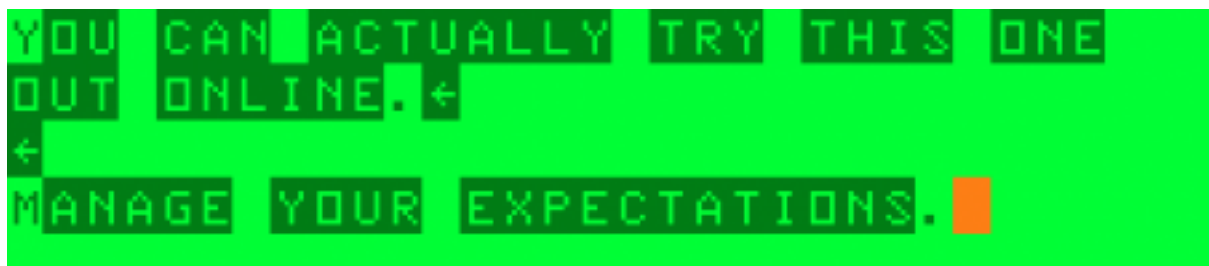 YOU CAN ACTUALLY TRY THIS ONE
OUT ONLINE.←
←
MANAGE YOUR EXPECTATIONS.